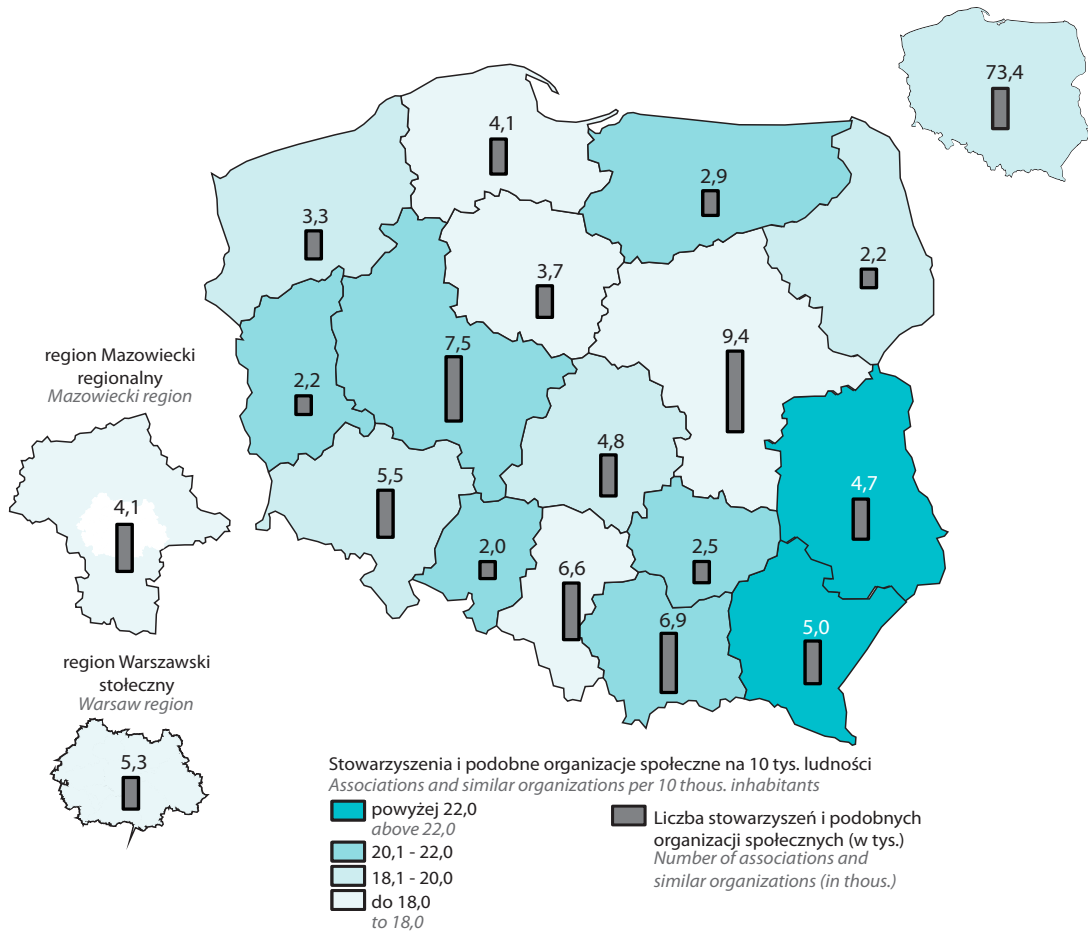 73,4
4,1
2,9
3,3
2,2
3,7
9,4
7,5
region Mazowiecki
regionalny
Mazowiecki region
2,2
4,8
5,5
4,7
4,1
2,0
2,5
6,6
6,9
5,0
region Warszawski
stołeczny
Warsaw region
5,3
Stowarzyszenia i podobne organizacje społeczne na 10 tys. ludności
Associations and similar organizations per 10 thous. inhabitants
powyżej 22,0
above 22,0
20,1 - 22,0
18,1 - 20,0
do 18,0
to 18,0
Liczba stowarzyszeń i podobnych
organizacji społecznych (w tys.)
Number of associations and
similar organizations (in thous.)